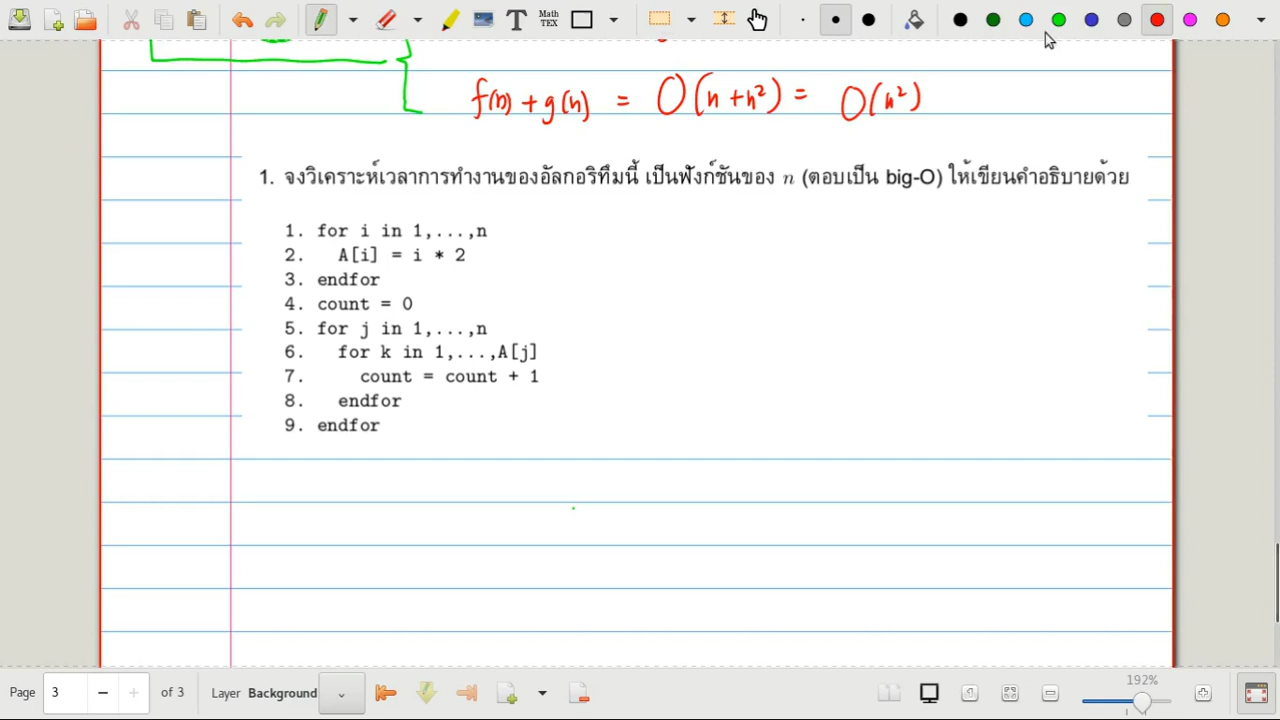 Math
TEX
f(n) + g(n) = O(n + n²) = O(n²)
1. จงวิเคราะห์เวลาการทำงานของอัลกอริทึมนี้ เป็นฟังก์ชันของ n (ตอบเป็น big-O) ให้เขียนคำอธิบายด้วย
1. for i in 1,...,n
2. A[i] = i * 2
3. endfor
4. count = 0
5. for j in 1,...,n
6. for k in 1,...,A[j]
7. count = count + 1
8. endfor
9. endfor
Page 3 of 3 Layer Background 192%